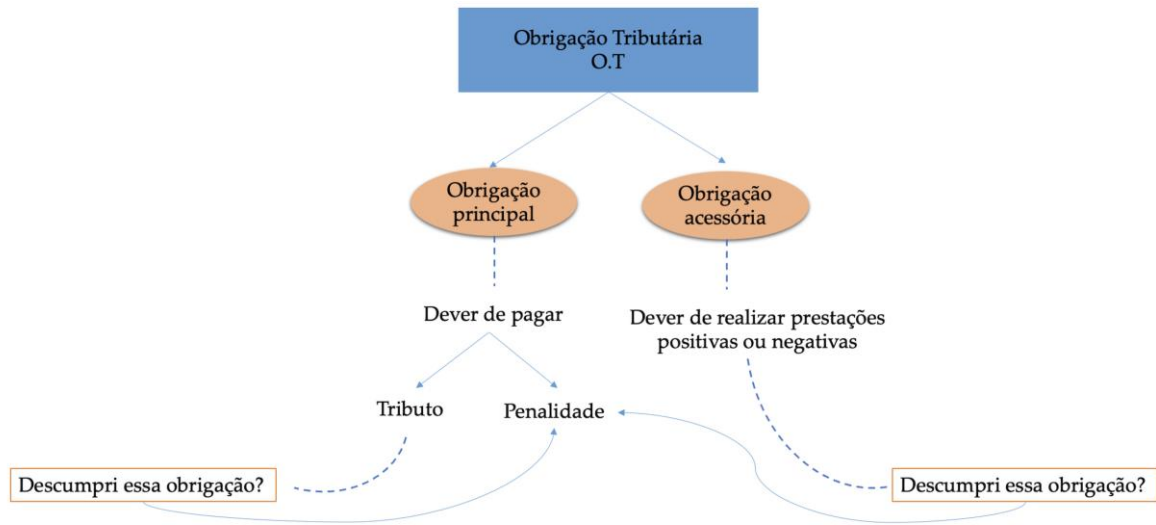 Obrigação Tributária
O.T
Obrigação
principal
Obrigação
acessória
Dever de pagar
Dever de realizar prestações
positivas ou negativas
Tributo
Penalidade
Descumpri essa obrigação?
Descumpri essa obrigação?